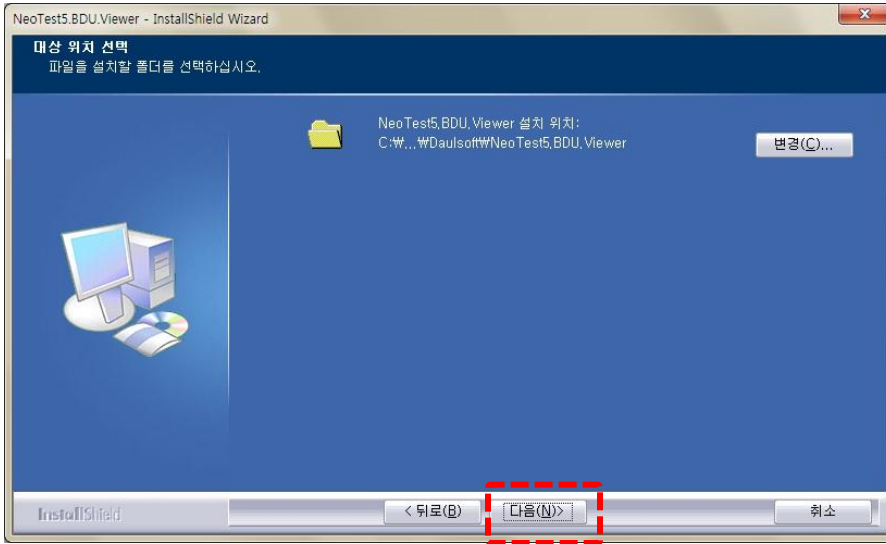 NeoTest5.BDU.Viewer - InstallShield Wizard
대상 위치 선택
파일을 설치할 폴더를 선택하십시오.
NeoTest5.BDU.Viewer 설치 위치:
C:₩...₩Daulsoft₩NeoTest5.BDU.Viewer
변경(C)...
InstallShield
< 뒤로(B)
다음(N)>
취소